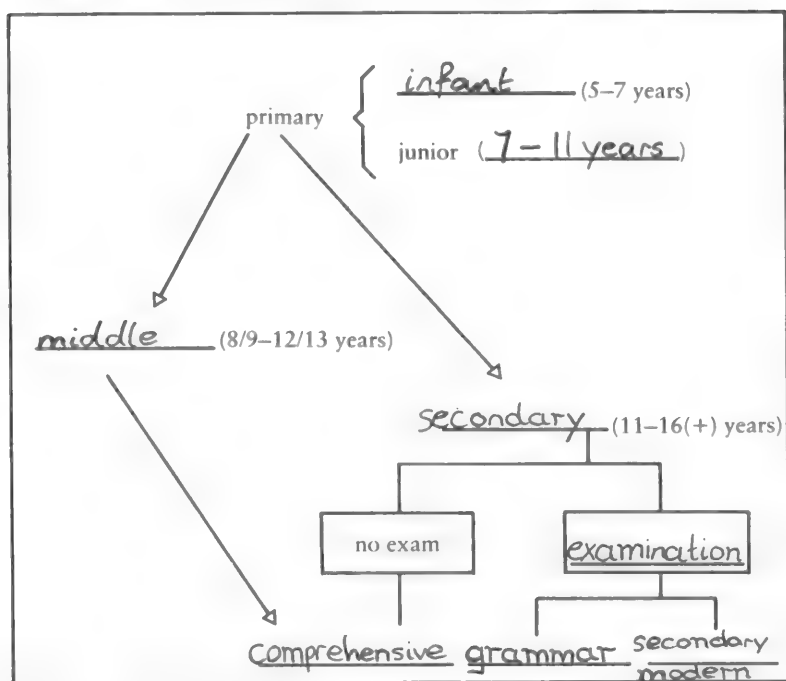 infant (5–7 years)
primary
junior (7 – 11 years)
middle (8/9–12/13 years)
secondary (11–16(+) years)
no exam
examination
comprehensive grammar secondary
modern